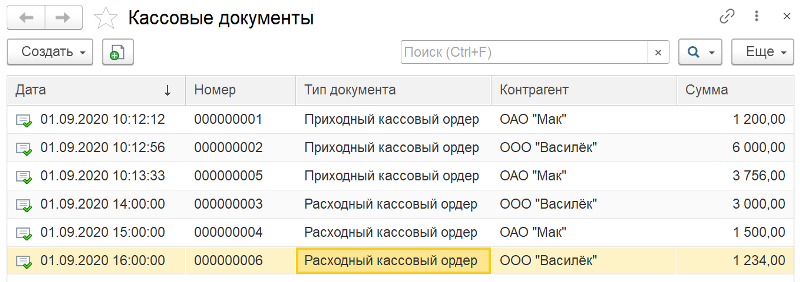 Кассовые документы
Создать
Поиск (Ctrl+F)
Еще
Дата Номер Тип документа Контрагент Сумма
01.09.2020 10:12:12 000000001 Приходный кассовый ордер ОАО "Мак" 1 200,00
01.09.2020 10:12:56 000000002 Приходный кассовый ордер ООО "Василёк" 6 000,00
01.09.2020 10:13:33 000000005 Приходный кассовый ордер ОАО "Мак" 3 756,00
01.09.2020 14:00:00 000000003 Расходный кассовый ордер ООО "Василёк" 3 000,00
01.09.2020 15:00:00 000000004 Расходный кассовый ордер ОАО "Мак" 1 500,00
01.09.2020 16:00:00 000000006 Расходный кассовый ордер ООО "Василёк" 1 234,00